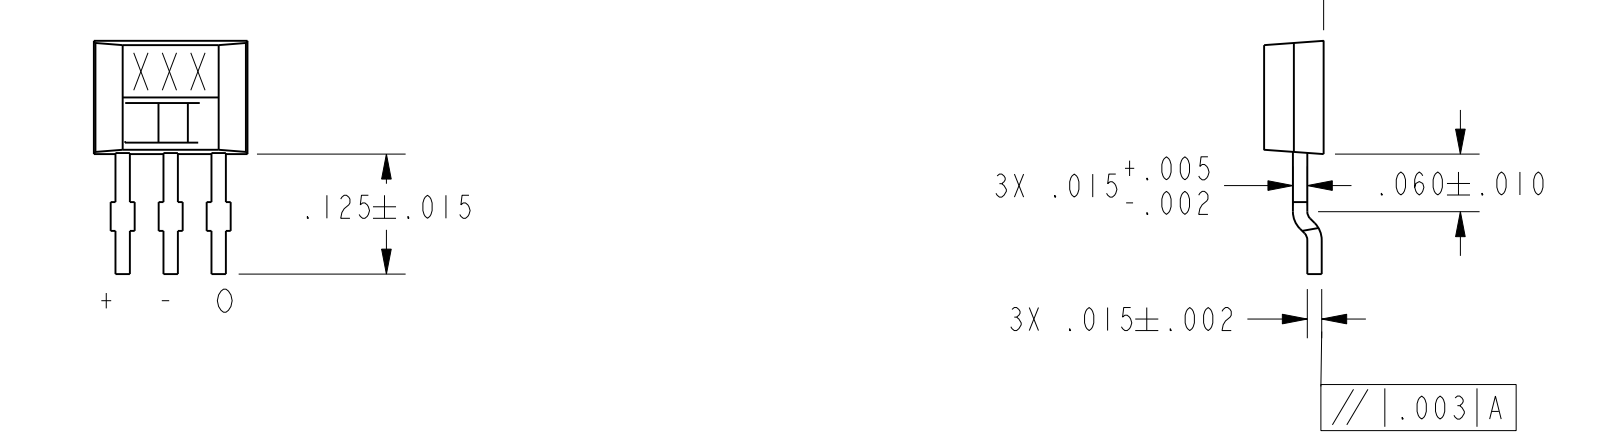 XXX
.125±.015
+ - O
3X .015 +.005
-.002
.060±.010
3X .015±.002
// .003 A